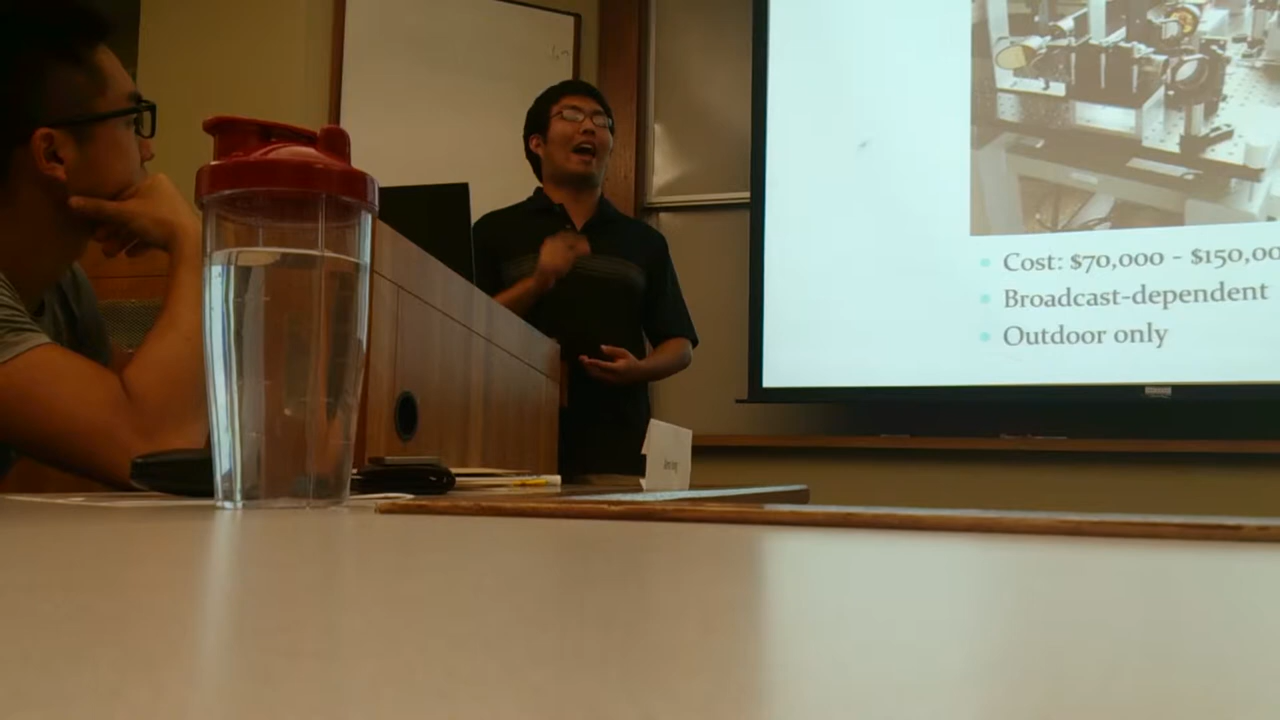 Cost: $70,000 - $150,00
Broadcast-dependent
Outdoor only